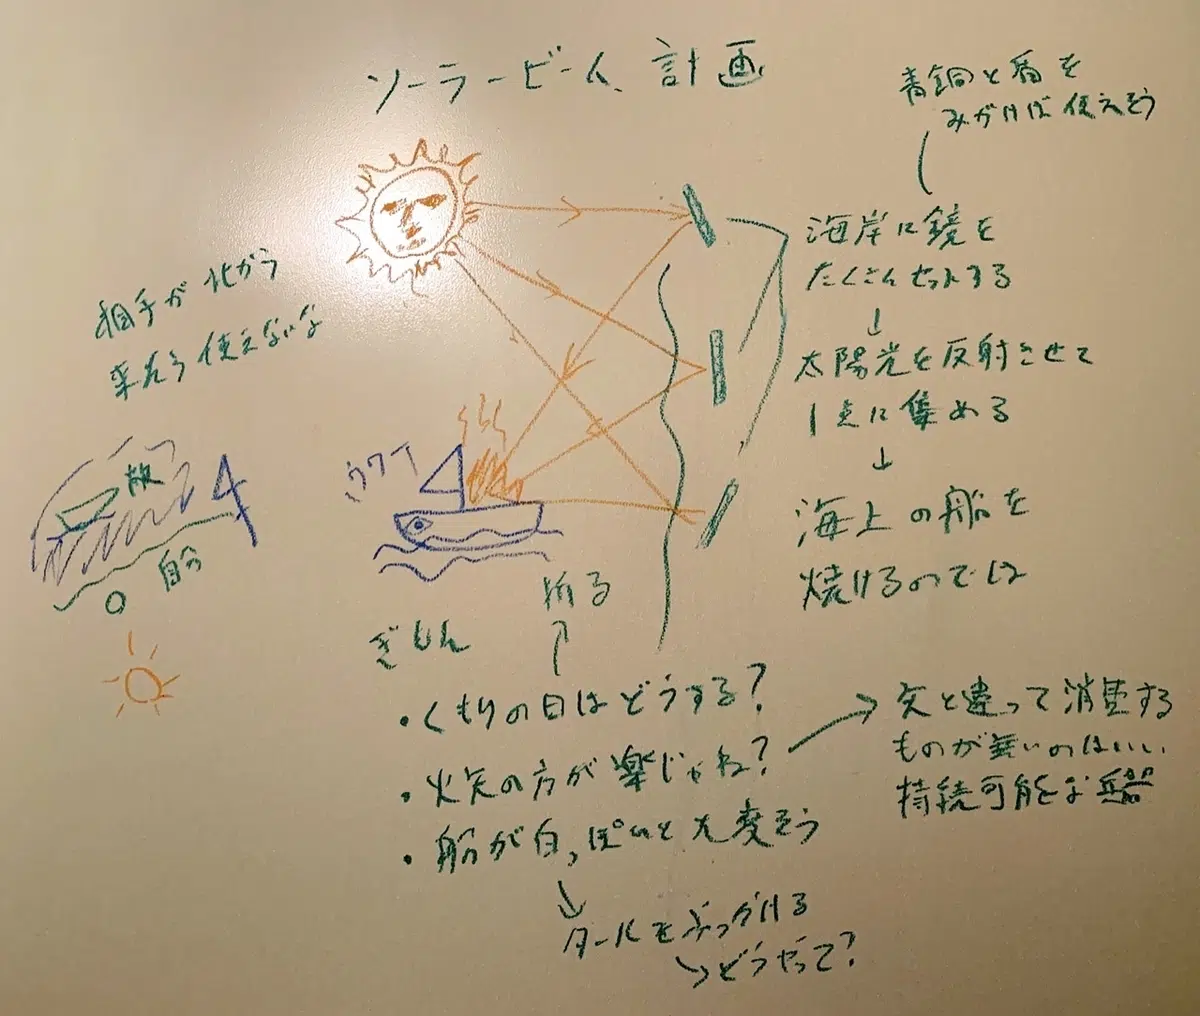 ソーラービーム計画
青銅と盾を
みがけば使えそう
海岸に鏡を
たくさんセットする
↓
太陽光を反射させて
1点に集める
↓
海上の船を
焼けるのでは
相手が北から
来たら使えないな
敵
自分
ウワー
祈る
ぎもん
・くもりの日はどうする?
・火矢の方が楽じゃね?
→矢と違って消費する
ものが無いのはいい
持続可能な兵器
・船が白っぽいと大変そう
↓
タールをぶっかける
→どうやって?